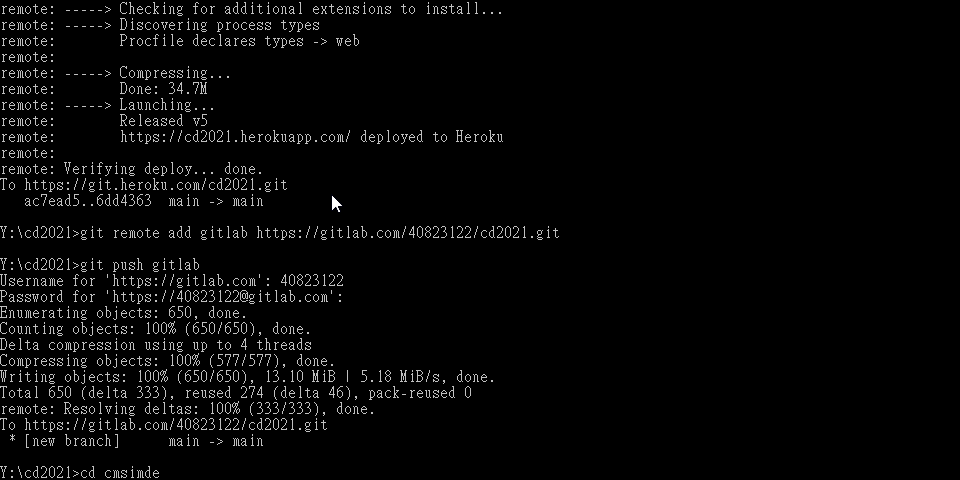 remote: -----> Checking for additional extensions to install...
remote: -----> Discovering process types
remote:        Procfile declares types -> web
remote:
remote: -----> Compressing...
remote:        Done: 34.7M
remote: -----> Launching...
remote:        Released v5
remote:        https://cd2021.herokuapp.com/ deployed to Heroku
remote:
remote: Verifying deploy... done.
To https://git.heroku.com/cd2021.git
   ac7ead5..6dd4363  main -> main
Y:\cd2021>git remote add gitlab https://gitlab.com/40823122/cd2021.git
Y:\cd2021>git push gitlab
Username for 'https://gitlab.com': 40823122
Password for 'https://40823122@gitlab.com':
Enumerating objects: 650, done.
Counting objects: 100% (650/650), done.
Delta compression using up to 4 threads
Compressing objects: 100% (577/577), done.
Writing objects: 100% (650/650), 13.10 MiB | 5.18 MiB/s, done.
Total 650 (delta 333), reused 274 (delta 46), pack-reused 0
remote: Resolving deltas: 100% (333/333), done.
To https://gitlab.com/40823122/cd2021.git
 * [new branch]      main -> main
Y:\cd2021>cd cmsimde